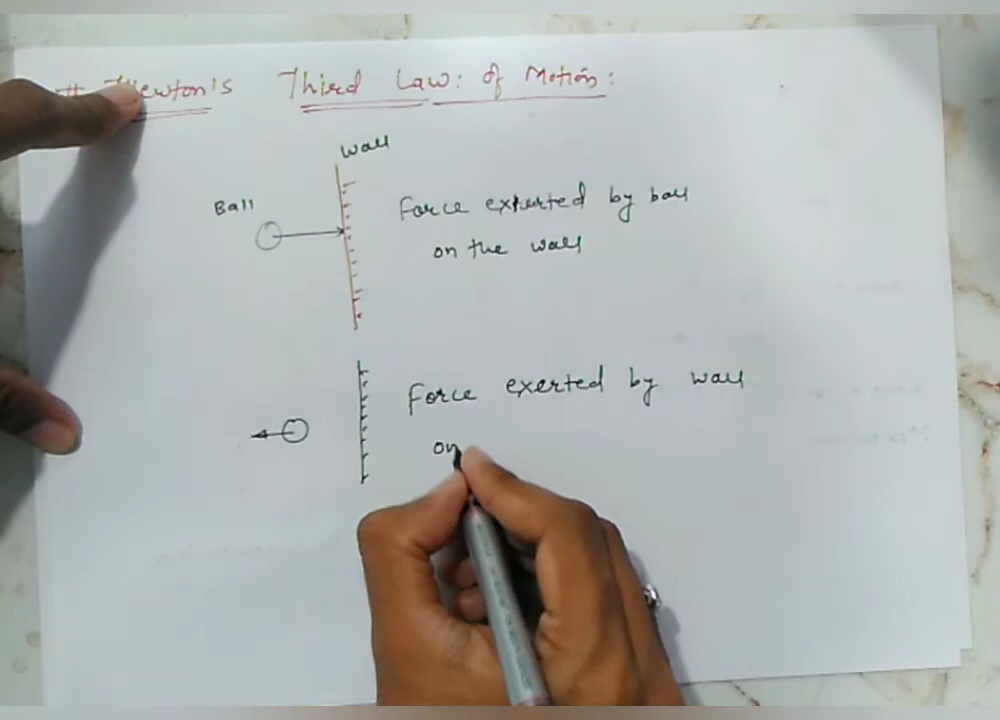 # Newton's Third Law: of Motion:
Wall
Ball
Force exerted by ball
on the wall
Force exerted by wall
on